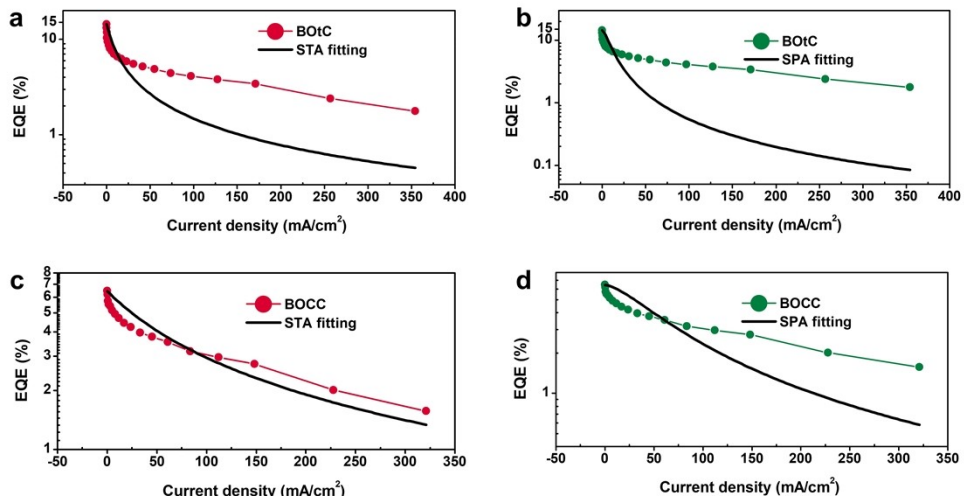 a
15
10
1
EQE (%)
BOtC
STA fitting
-50 0 50 100 150 200 250 300 350 400
Current density (mA/cm²)
b
15
10
1
0.1
EQE (%)
BOtC
SPA fitting
-50 0 50 100 150 200 250 300 350 400
Current density (mA/cm²)
c
8
7
6
5
4
3
2
1
EQE (%)
BOCC
STA fitting
-50 0 50 100 150 200 250 300 350
Current density (mA/cm²)
d
1
EQE (%)
BOCC
SPA fitting
-50 0 50 100 150 200 250 300 350
Current density (mA/cm²)